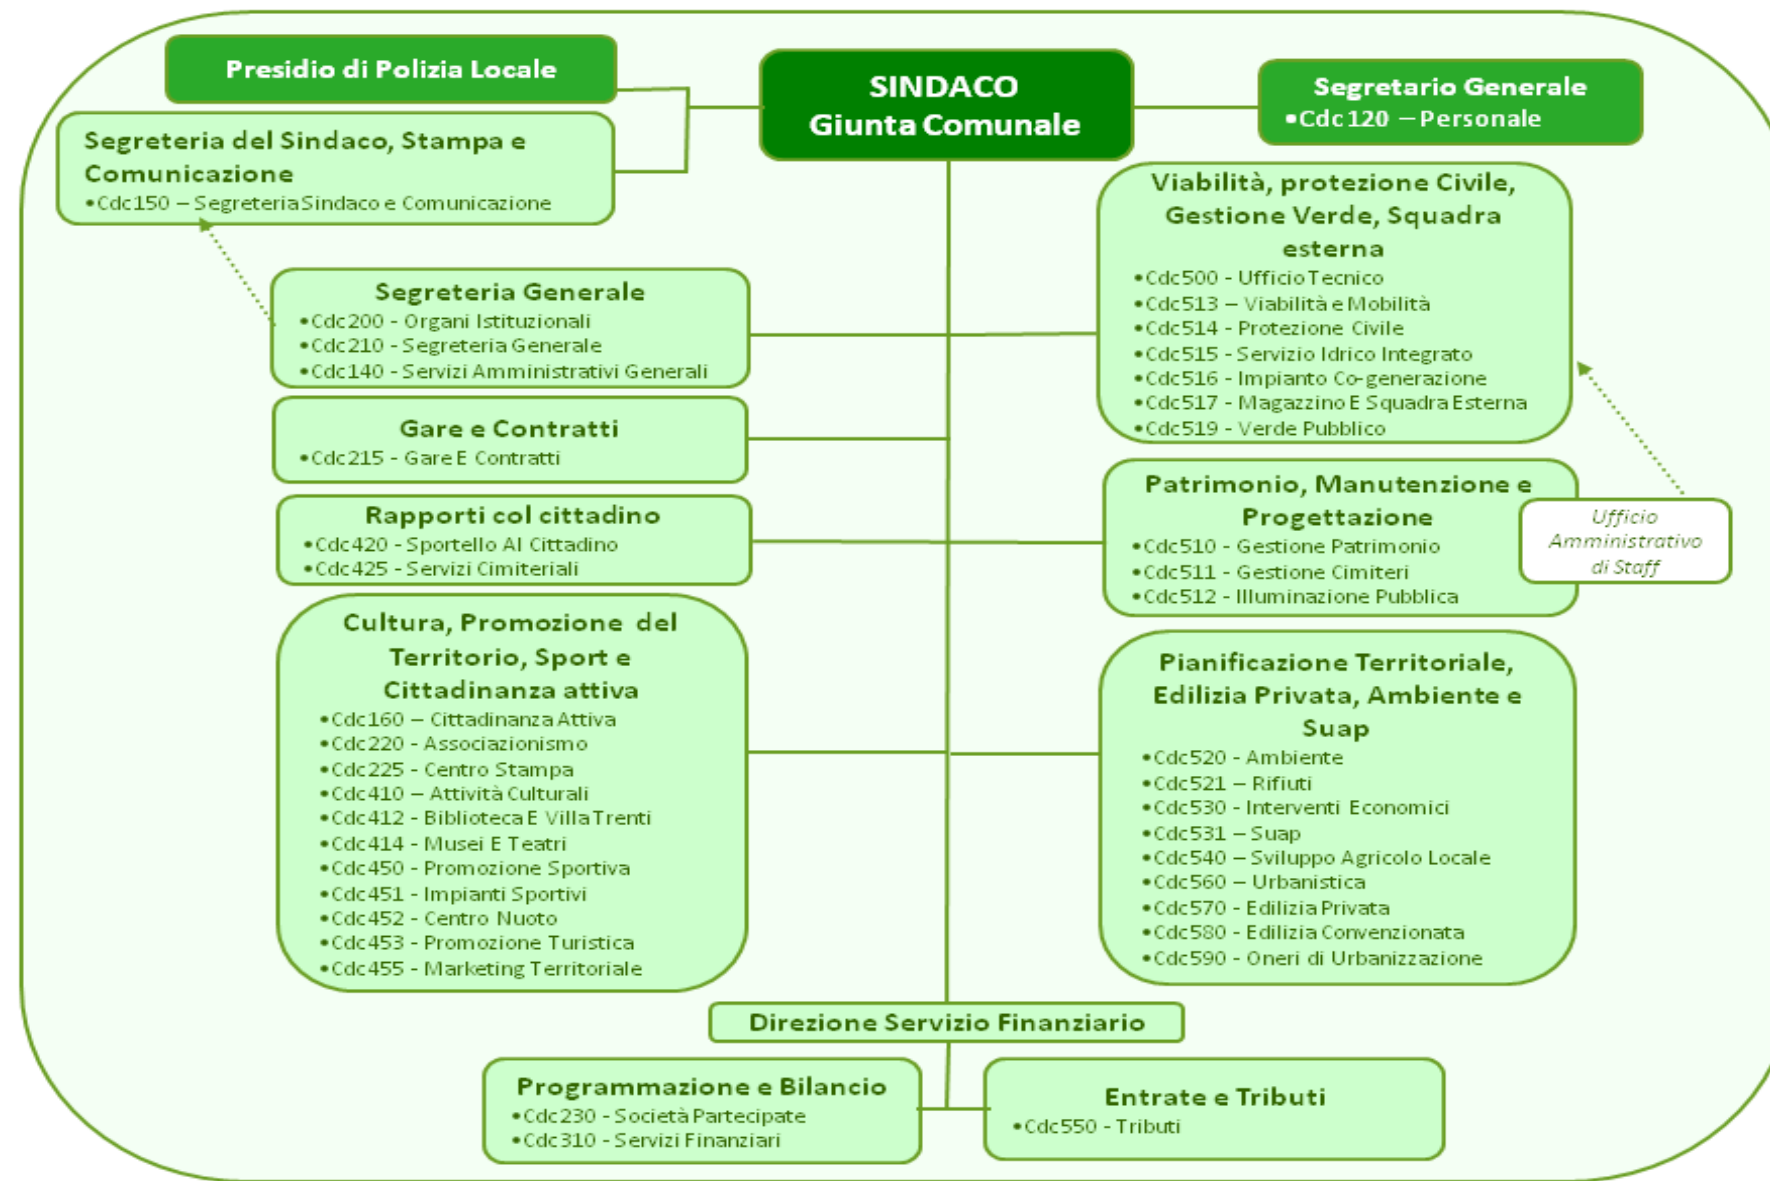 Presidio di Polizia Locale
SINDACO
Giunta Comunale
Segretario Generale
•Cdc 120 – Personale
Segreteria del Sindaco, Stampa e
Comunicazione
•Cdc150 – Segreteria Sindaco e Comunicazione
Viabilità, protezione Civile,
Gestione Verde, Squadra
esterna
•Cdc500 - Ufficio Tecnico
•Cdc513 – Viabilità e Mobilità
•Cdc514 - Protezione Civile
•Cdc515 - Servizio Idrico Integrato
•Cdc516 - Impianto Co-generazione
•Cdc517 - Magazzino E Squadra Esterna
•Cdc519 - Verde Pubblico
Segreteria Generale
•Cdc200 - Organi Istituzionali
•Cdc210 - Segreteria Generale
•Cdc140 - Servizi Amministrativi Generali
Gare e Contratti
•Cdc215 - Gare E Contratti
Patrimonio, Manutenzione e
Progettazione
•Cdc510 - Gestione Patrimonio
•Cdc511 - Gestione Cimiteri
•Cdc512 - Illuminazione Pubblica
Ufficio
Amministrativo
di Staff
Rapporti col cittadino
•Cdc420 - Sportello Al Cittadino
•Cdc425 - Servizi Cimiteriali
Cultura, Promozione del
Territorio, Sport e
Cittadinanza attiva
•Cdc160 – Cittadinanza Attiva
•Cdc220 - Associazionismo
•Cdc225 - Centro Stampa
•Cdc410 – Attività Culturali
•Cdc412 - Biblioteca E Villa Trenti
•Cdc414 - Musei E Teatri
•Cdc450 - Promozione Sportiva
•Cdc451 - Impianti Sportivi
•Cdc452 - Centro Nuoto
•Cdc453 - Promozione Turistica
•Cdc455 - Marketing Territoriale
Pianificazione Territoriale,
Edilizia Privata, Ambiente e
Suap
•Cdc520 - Ambiente
•Cdc521 – Rifiuti
•Cdc530 - Interventi Economici
•Cdc531 – Suap
•Cdc540 – Sviluppo Agricolo Locale
•Cdc560 – Urbanistica
•Cdc570 - Edilizia Privata
•Cdc580 - Edilizia Convenzionata
•Cdc590 - Oneri di Urbanizzazione
Direzione Servizio Finanziario
Programmazione e Bilancio
•Cdc230 - Società Partecipate
•Cdc310 - Servizi Finanziari
Entrate e Tributi
•Cdc550 - Tributi